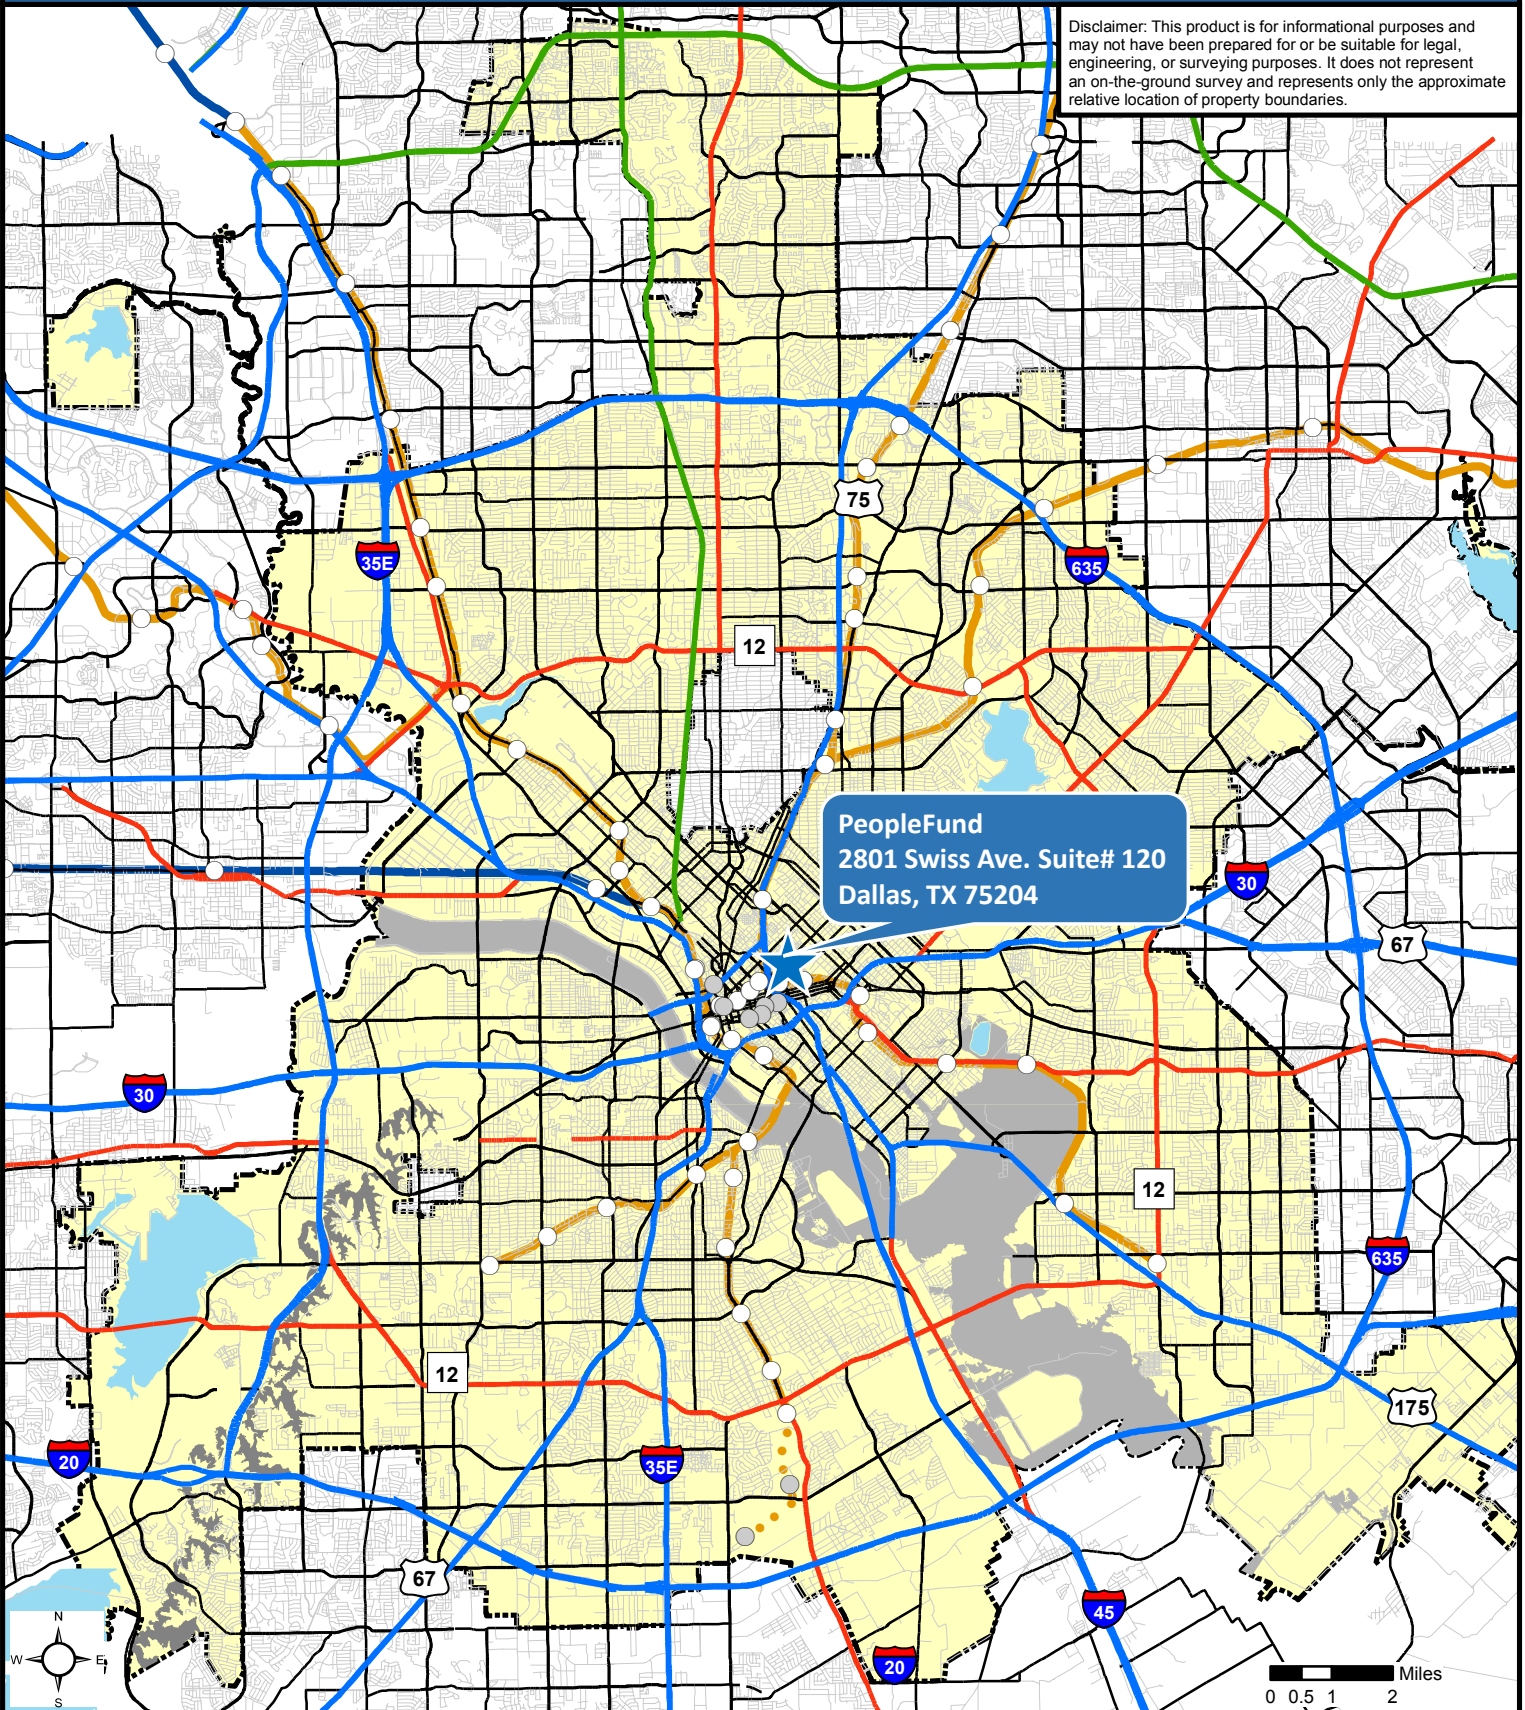 Disclaimer: This product is for informational purposes and
may not have been prepared for or be suitable for legal,
engineering, or surveying purposes. It does not represent
an on-the-ground survey and represents only the approximate
relative location of property boundaries.
75
35E
635
12
PeopleFund
2801 Swiss Ave. Suite# 120
Dallas, TX 75204
30
67
30
12
635
12
175
20
35E
67
45
20
N
W E
S
Miles
0 0.5 1 2